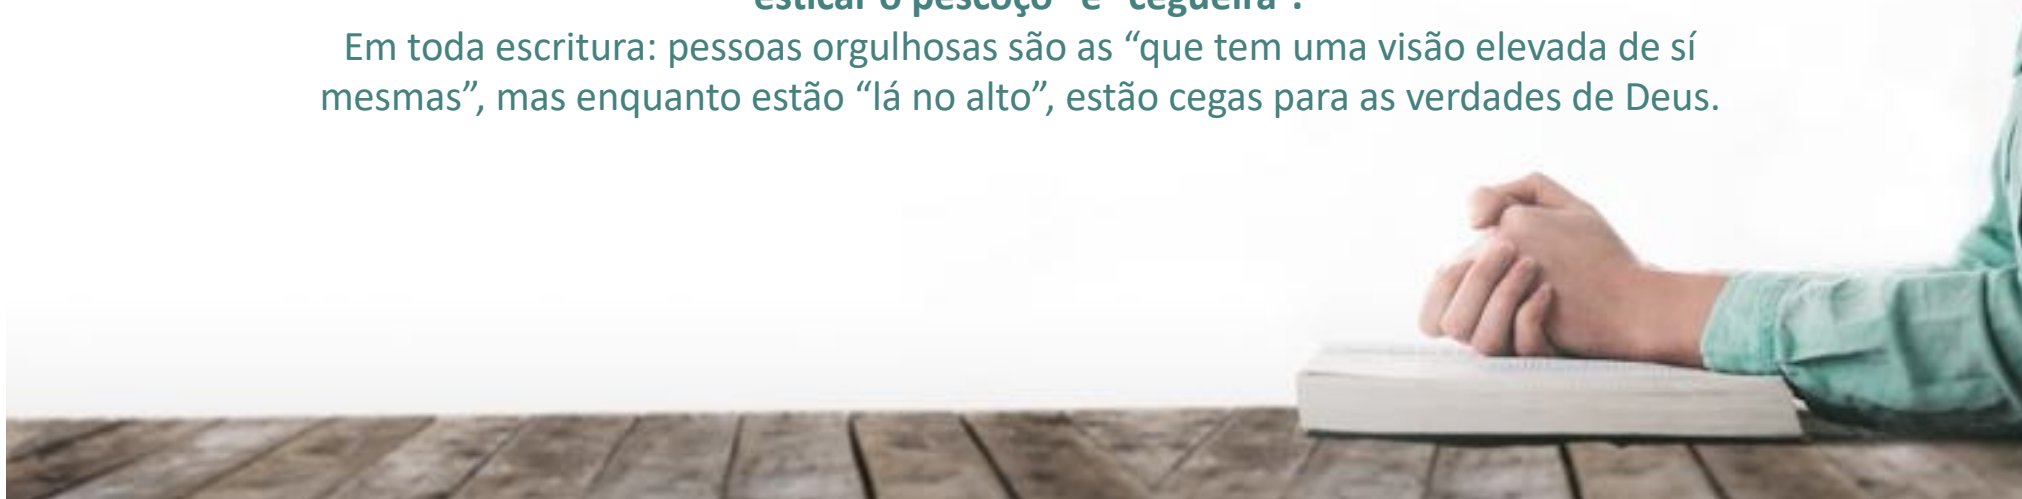 esticar o pescoço” e “cegueira”.
Em toda escritura: pessoas orgulhosas são as “que tem uma visão elevada de sí
mesmas”, mas enquanto estão “lá no alto”, estão cegas para as verdades de Deus.